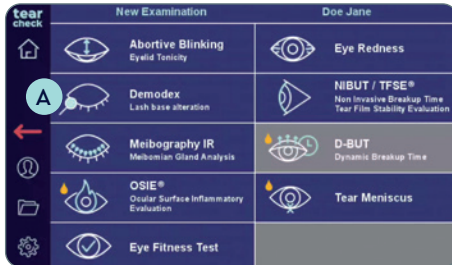 tear
check
New Examination
Doe Jane
Abortive Blinking
Eyelid Tonicity
Eye Redness
A
Demodex
Lash base alteration
NIBUT / TFSE®
Non Invasive Breakup Time
Tear Film Stability Evaluation
Meibography IR
Meibomian Gland Analysis
D-BUT
Dynamic Breakup Time
OSIE®
Ocular Surface Inflammatory
Evaluation
Tear Meniscus
Eye Fitness Test